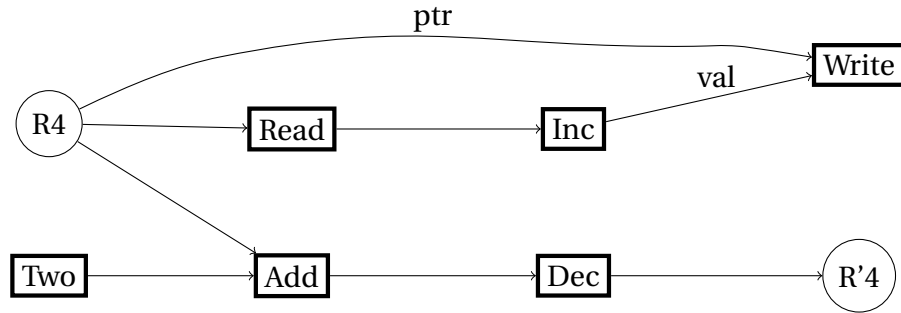 ptr
Write
val
R4
Read
Inc
Two
Add
Dec
R'4